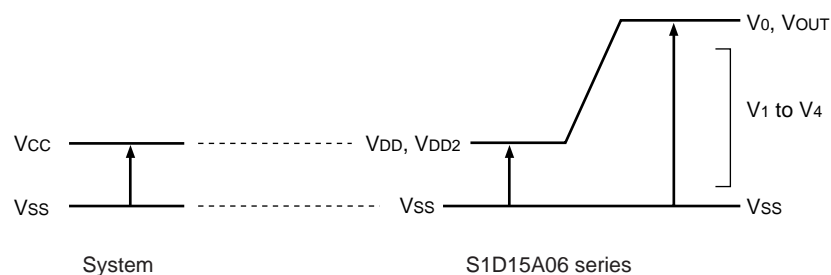 V0, VOUT
V1 to V4
VCC
VDD, VDD2
VSS
VSS
VSS
System
S1D15A06 series